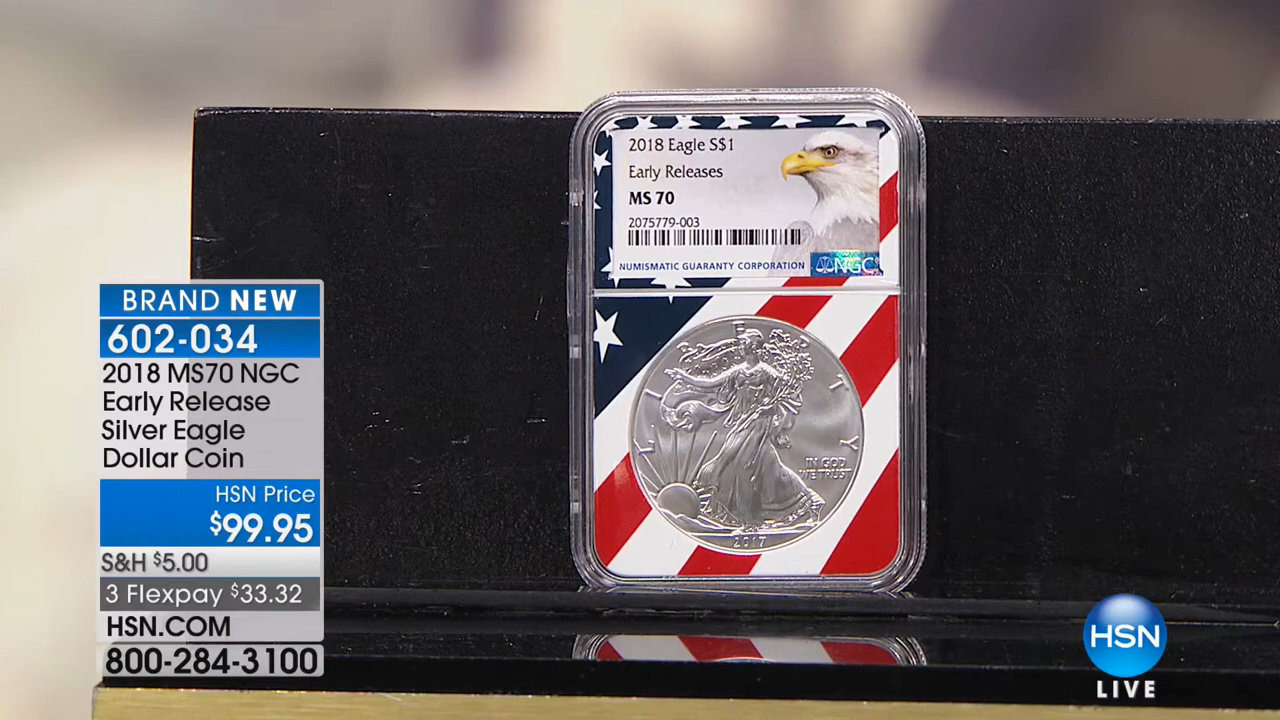 BRAND NEW
602-034
2018 MS70 NGC
Early Release
Silver Eagle
Dollar Coin
HSN Price
$99.95
S&H $5.00
3 Flexpay $33.32
HSN.COM
800-284-3100
2018 Eagle S$1
Early Releases
MS 70
2075779-003
NUMISMATIC GUARANTY CORPORATION
NGC
LIBERTY
IN GOD
WE TRUST
2017
HSN
LIVE